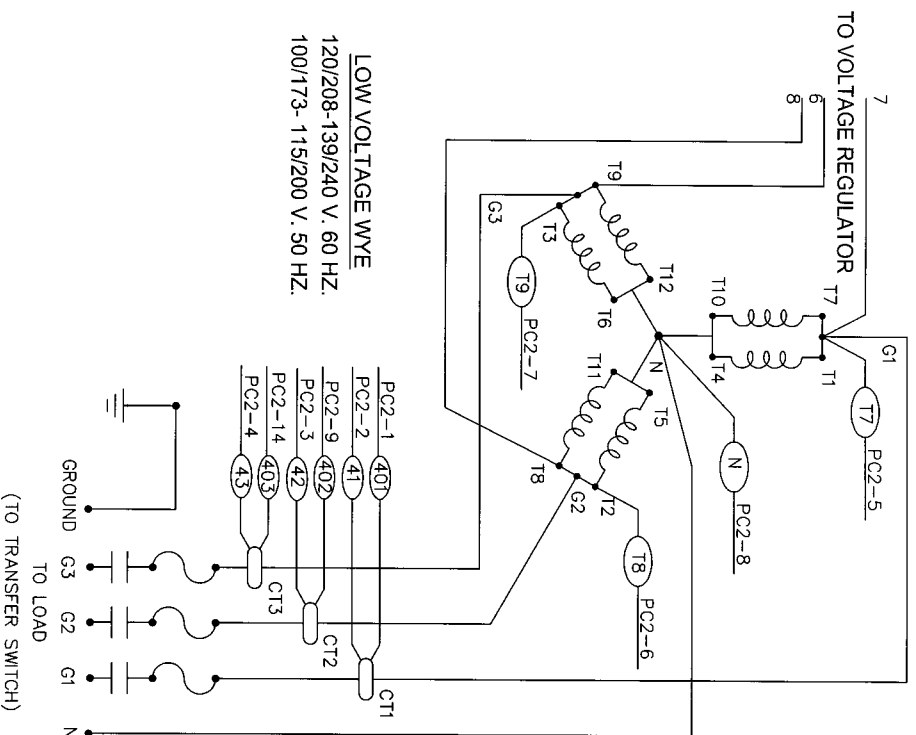 TO VOLTAGE REGULATOR
7
6
8
G1
T7
T1
T7
PC2-5
T10
T4
N
PC2-8
N
T9
T12
G3
T3
T6
T9
PC2-7
T11
T5
T8
G2
T2
T8
PC2-6
LOW VOLTAGE WYE
120/208-139/240 V. 60 HZ.
100/173- 115/200 V. 50 HZ.
PC2-1
401
PC2-2
41
PC2-9
402
PC2-3
42
PC2-14
403
PC2-4
43
CT1
CT2
CT3
GROUND
G3
G2
G1
N
TO LOAD
(TO TRANSFER SWITCH)